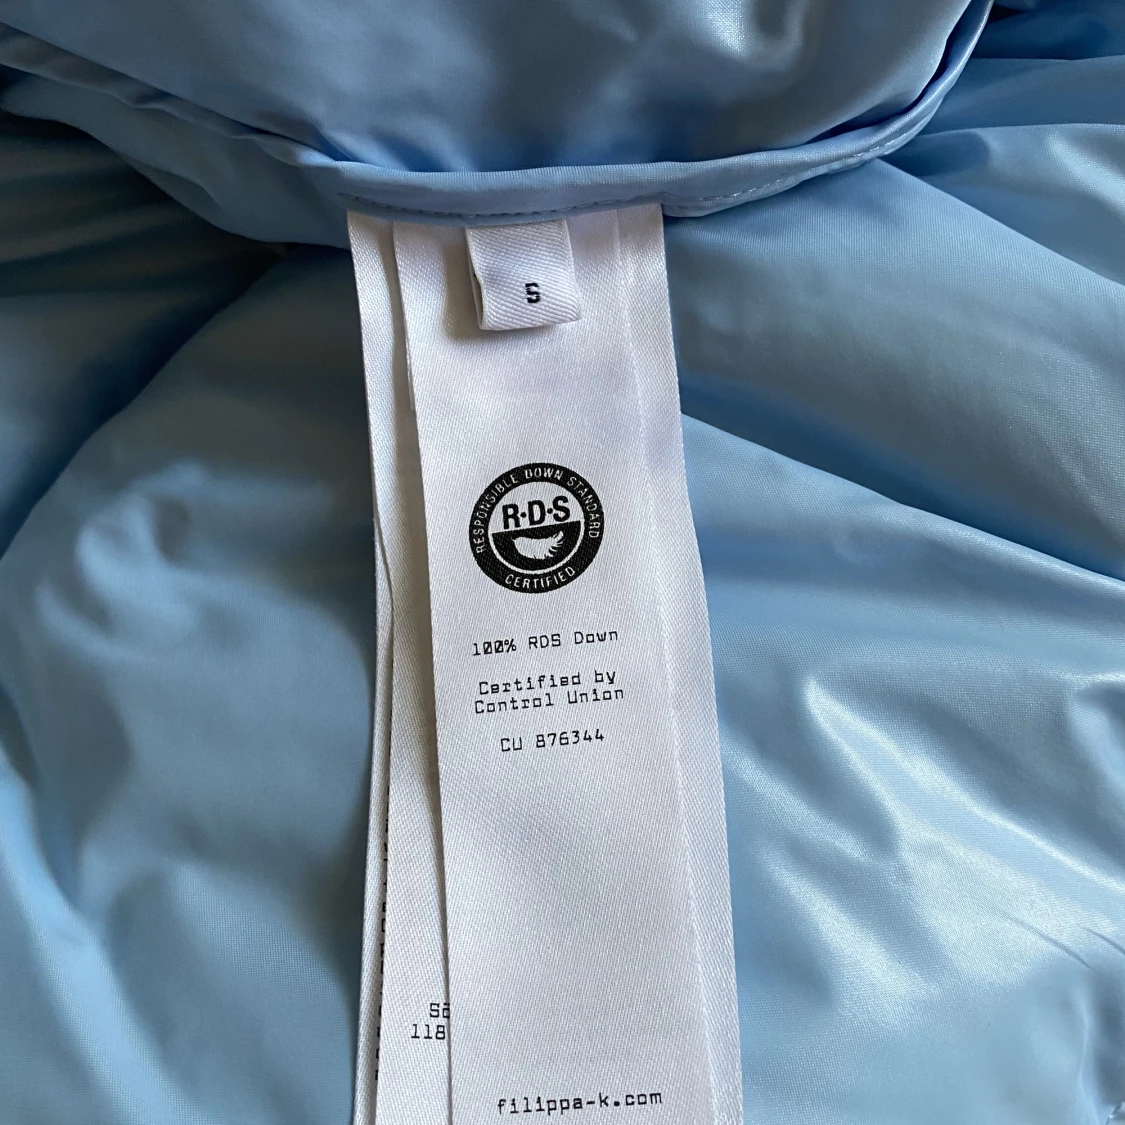 S
RESPONSIBLE DOWN STANDARD
R·D·S
CERTIFIED
100% RDS Down
Certified by
Control Union
CU 876344
118
filippa-k.com